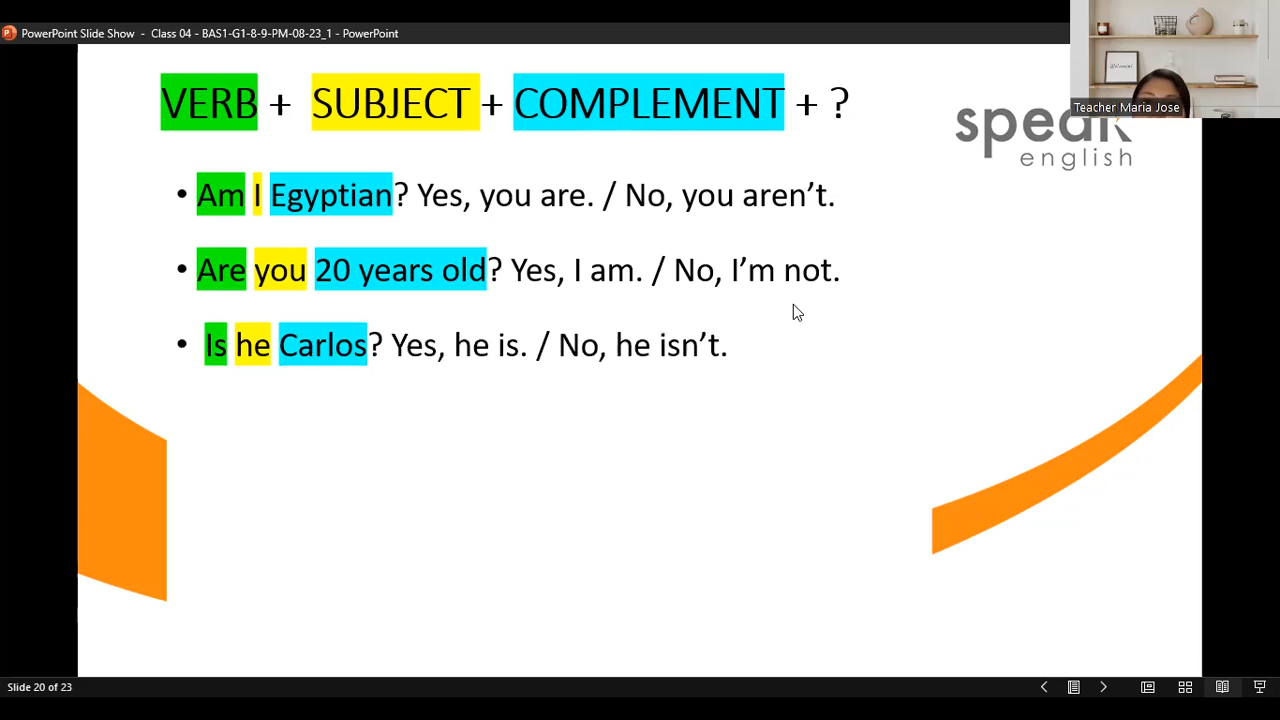 PowerPoint Slide Show - Class 04 - BAS1-G1-8-9-PM-08-23_1 - PowerPoint
VERB + SUBJECT + COMPLEMENT + ?
Teacher Maria Jose
speak
english
• Am I Egyptian? Yes, you are. / No, you aren’t.
• Are you 20 years old? Yes, I am. / No, I’m not.
• Is he Carlos? Yes, he is. / No, he isn’t.
Slide 20 of 23